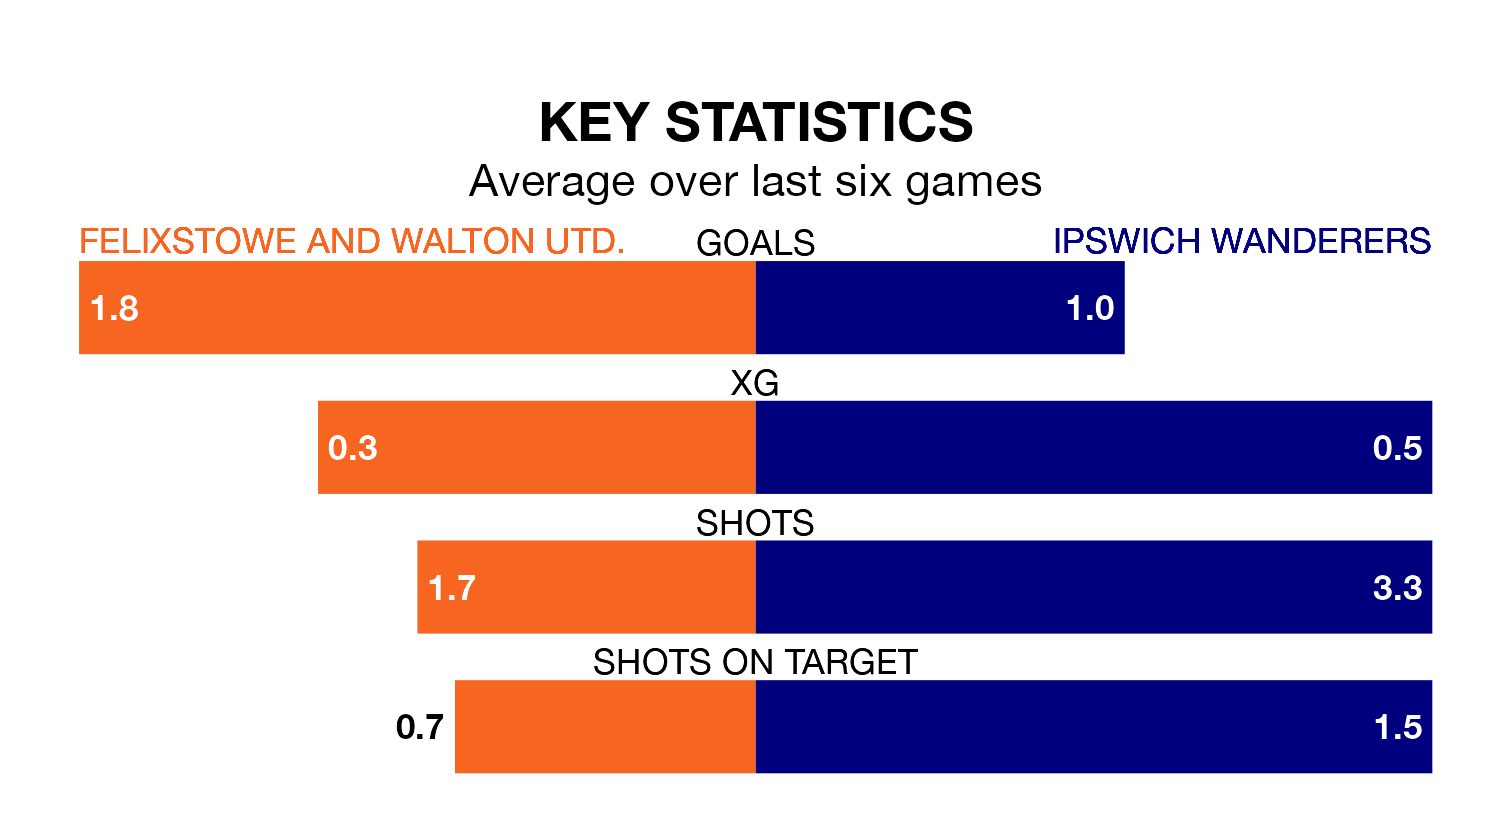 KEY STATISTICS
Average over last six games
FELIXSTOWE AND WALTON UTD. GOALS IPSWICH WANDERERS
1.8 1.0
XG
0.3 0.5
SHOTS
1.7 3.3
SHOTS ON TARGET
0.7 1.5